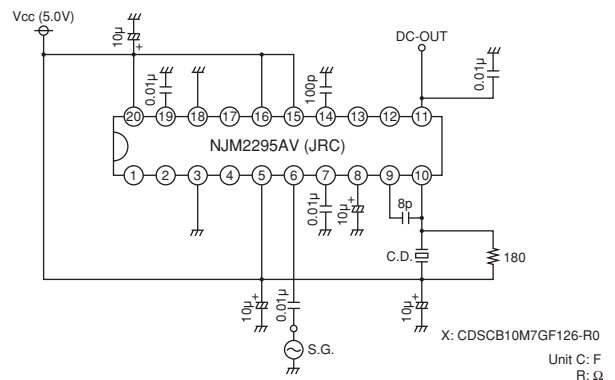 Vcc (5.0V)
10μ
+
DC-OUT
0.01μ
100p
0.01μ
20 19 18 17 16 15 14 13 12 11
NJM2295AV (JRC)
1 2 3 4 5 6 7 8 9 10
0.01μ
10μ
+
8p
C.D.
180
10μ
+
0.01μ
10μ
+
S.G.
X: CDSCB10M7GF126-R0
Unit C: F
R: Ω